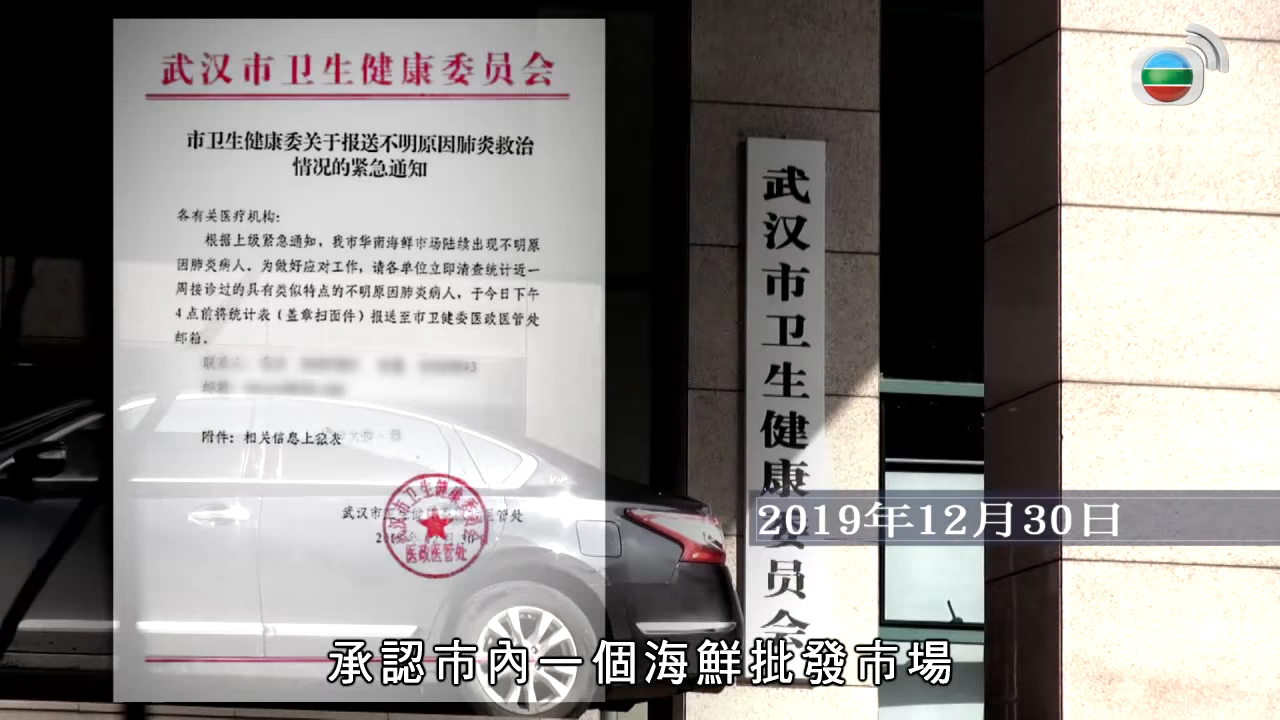 武汉市卫生健康委员会
市卫生健康委关于报送不明原因肺炎救治
情况的紧急通知
各有关医疗机构:
根据上级紧急通知，我市华南海鲜市场陆续出现不明原
因肺炎病人。为做好应对工作，请各单位立即清查统计近一
周接诊过的具有类似特点的不明原因肺炎病人，于今日下午
4点前将统计表（盖章扫面件）报送至市卫健委医政医管处
邮箱。
附件：相关信息上报表
医政医管处
武汉市卫生健康委员会
2019年12月30日
承認市內一個海鮮批發市場